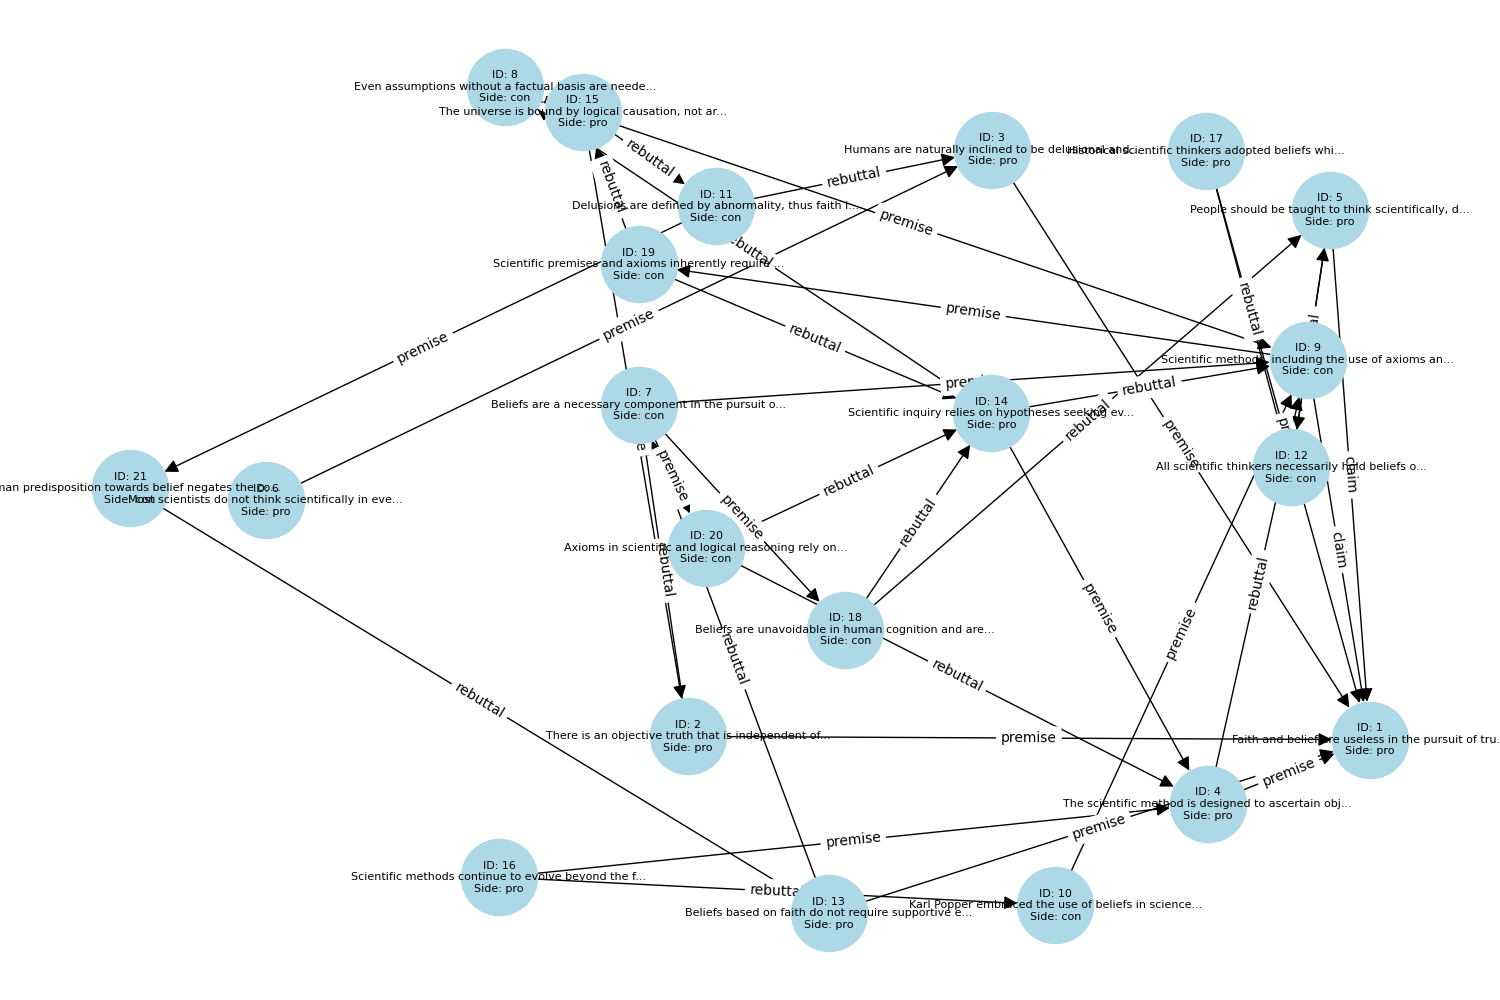 ID: 8
Even assumptions without a factual basis are neede...
Side: con
ID: 15
The universe is bound by logical causation, not ar...
Side: pro
ID: 3
Humans are naturally inclined to be delusional and...
Side: pro
ID: 17
Historical scientific thinkers adopted beliefs whi...
Side: pro
rebuttal
rebuttal
rebuttal
ID: 11
Delusions are defined by abnormality, thus faith i...
Side: con
ID: 5
People should be taught to think scientifically, d...
Side: pro
premise
rebuttal
ID: 19
Scientific premises and axioms inherently require ...
Side: con
premise
rebuttal
premise
rebuttal
premise
ID: 9
Scientific methods, including the use of axioms an...
Side: con
ID: 7
Beliefs are a necessary component in the pursuit o...
Side: con
rebuttal
ID: 14
Scientific inquiry relies on hypotheses seeking ev...
Side: pro
rebuttal
premise
claim
ID: 12
All scientific thinkers necessarily hold beliefs o...
Side: con
ID: 21
predisposition towards belief negates the
Side: con
ID: 6
Most scientists do not think scientifically in eve...
Side: pro
premise
rebuttal
premise
rebuttal
ID: 20
Axioms in scientific and logical reasoning rely on...
Side: con
claim
rebuttal
rebuttal
premise
premise
ID: 18
Beliefs are unavoidable in human cognition and are...
Side: con
rebuttal
rebuttal
rebuttal
ID: 2
There is an objective truth that is independent of...
Side: pro
premise
ID: 1
Faith and belief are useless in the pursuit of tru...
Side: pro
premise
ID: 4
The scientific method is designed to ascertain obj...
Side: pro
premise
premise
ID: 16
Scientific methods continue to evolve beyond the f...
Side: pro
rebuttal
ID: 13
Beliefs based on faith do not require supportive e...
Side: pro
ID: 10
Karl Popper embraced the use of beliefs in science...
Side: con